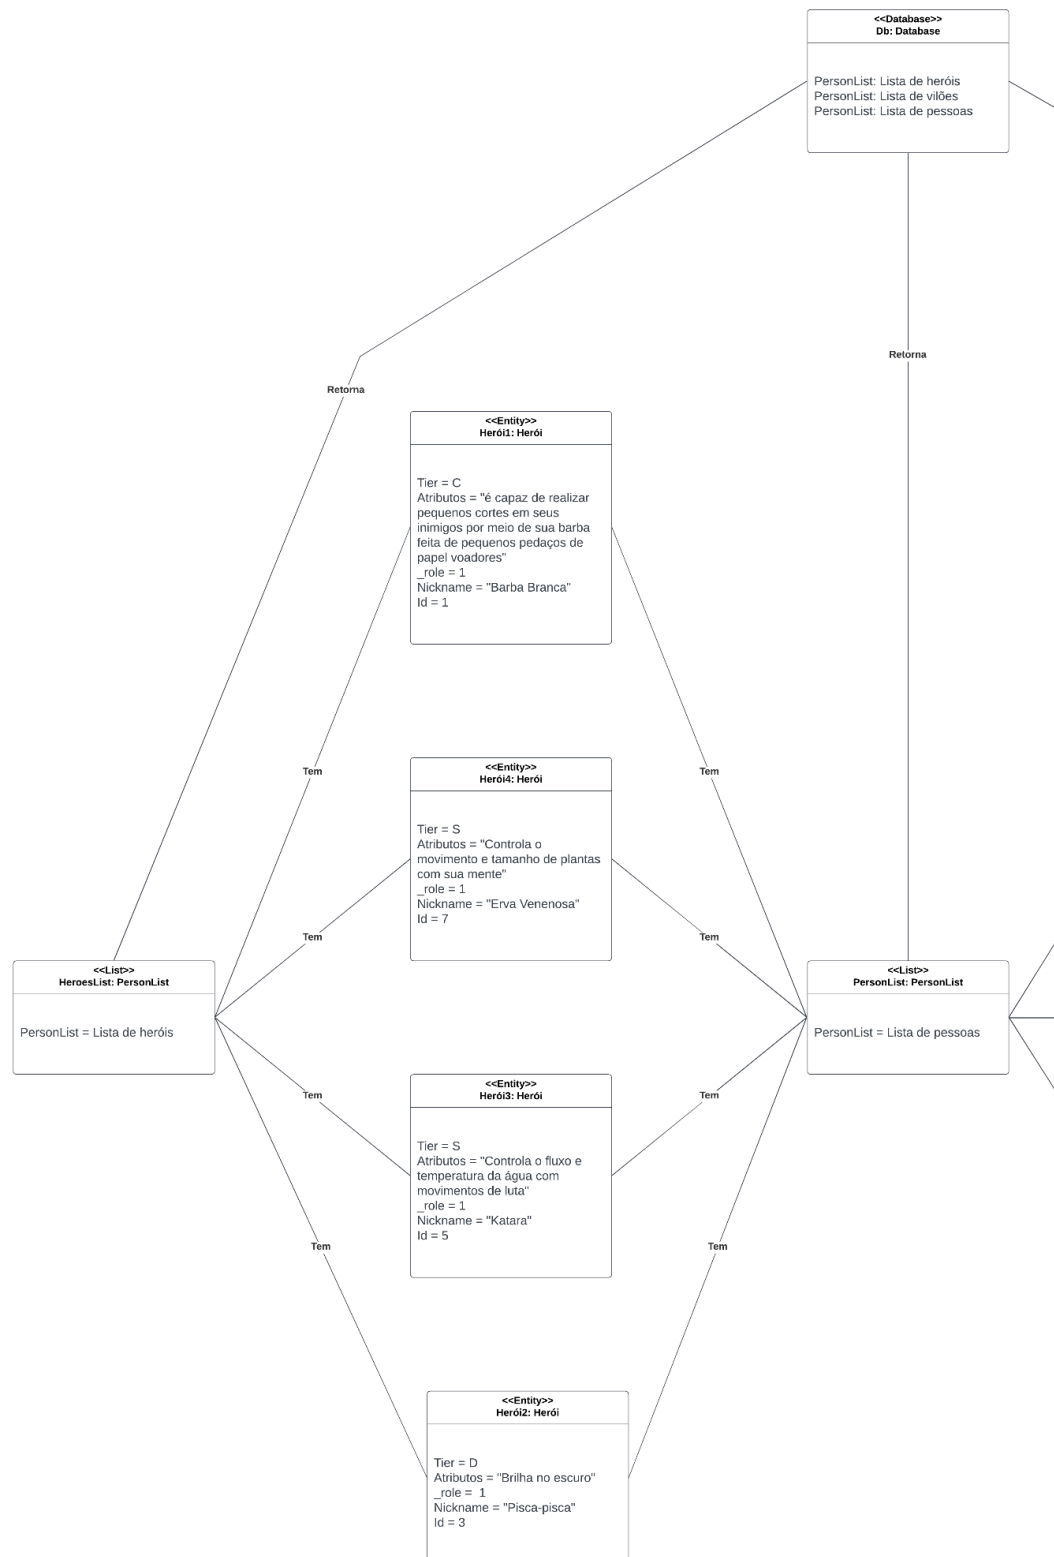 <<Database>>
Db: Database
PersonList: Lista de heróis
PersonList: Lista de vilões
PersonList: Lista de pessoas
Retorna
Retorna
<<Entity>>
Herói1: Herói
Tier = C
Atributos = "é capaz de realizar
pequenos cortes em seus
inimigos por meio de sua barba
feita de pequenos pedaços de
papel voadores"
_role = 1
Nickname = "Barba Branca"
Id = 1
Tem
Tem
<<Entity>>
Herói4: Herói
Tier = S
Atributos = "Controla o
movimento e tamanho de plantas
com sua mente"
_role = 1
Nickname = "Erva Venenosa"
Id = 7
Tem
Tem
<<List>>
HeroesList: PersonList
PersonList = Lista de heróis
<<List>>
PersonList: PersonList
PersonList = Lista de pessoas
<<Entity>>
Herói3: Herói
Tier = S
Atributos = "Controla o fluxo e
temperatura da água com
movimentos de luta"
_role = 1
Nickname = "Katara"
Id = 5
Tem
Tem
Tem
Tem
<<Entity>>
Herói2: Herói
Tier = D
Atributos = "Brilha no escuro"
_role =  1
Nickname = "Pisca-pisca"
Id = 3